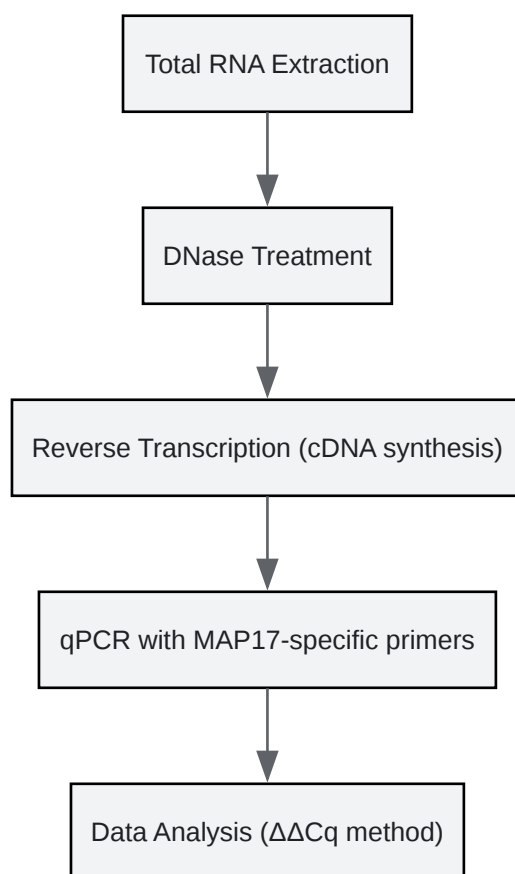 Total RNA Extraction
DNase Treatment
Reverse Transcription (cDNA synthesis)
qPCR with MAP17-specific primers
Data Analysis (ΔΔCq method)